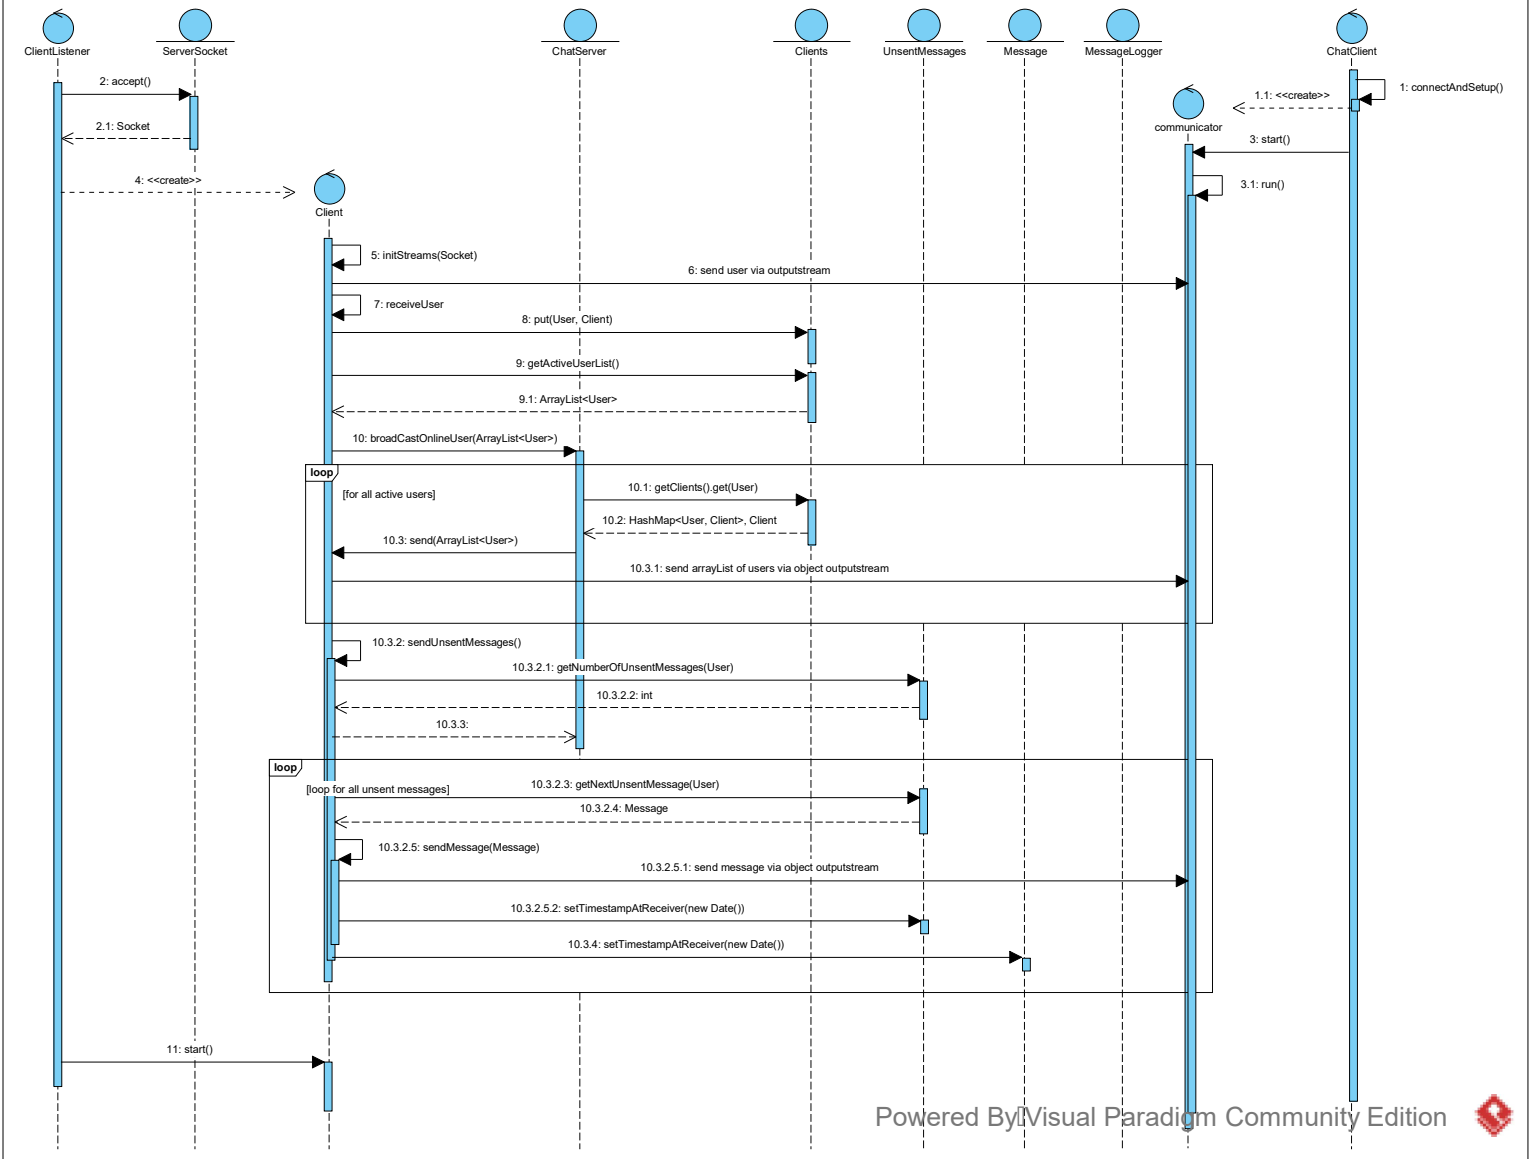 ClientListener
ServerSocket
ChatServer
Clients
UnsentMessages
Message
MessageLogger
ChatClient
2: accept()
1: connectAndSetup()
1.1: <<create>>
2.1: Socket
communicator
3: start()
4: <<create>>
3.1: run()
Client
5: initStreams(Socket)
6: send user via outputstream
7: receiveUser
8: put(User, Client)
9: getActiveUserList()
9.1: ArrayList<User>
10: broadCastOnlineUser(ArrayList<User>)
loop
[for all active users]
10.1: getClients().get(User)
10.2: HashMap<User, Client>, Client
10.3: send(ArrayList<User>)
10.3.1: send arrayList of users via object outputstream
10.3.2: sendUnsentMessages()
10.3.2.1: getNumberOfUnsentMessages(User)
10.3.2.2: int
10.3.3:
loop
[loop for all unsent messages]
10.3.2.3: getNextUnsentMessage(User)
10.3.2.4: Message
10.3.2.5: sendMessage(Message)
10.3.2.5.1: send message via object outputstream
10.3.2.5.2: setTimestampAtReceiver(new Date())
10.3.4: setTimestampAtReceiver(new Date())
11: start()
Powered By Visual Paradigm Community Edition